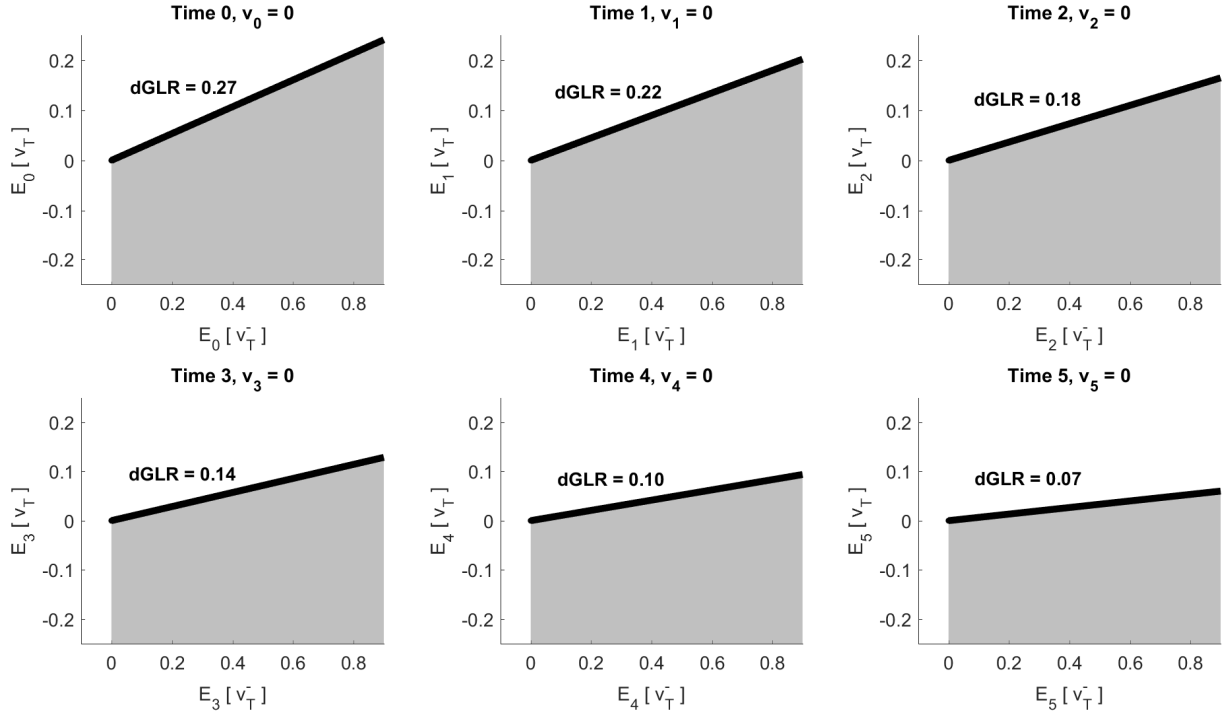 Time 0, v0 = 0
0.2
0.1
0
-0.1
-0.2
E0 [ vT ]
dGLR = 0.27
0 0.2 0.4 0.6 0.8
E0 [ v-T ]
Time 1, v1 = 0
0.2
0.1
0
-0.1
-0.2
E1 [ vT ]
dGLR = 0.22
0 0.2 0.4 0.6 0.8
E1 [ v-T ]
Time 2, v2 = 0
0.2
0.1
0
-0.1
-0.2
E2 [ vT ]
dGLR = 0.18
0 0.2 0.4 0.6 0.8
E2 [ v-T ]
Time 3, v3 = 0
0.2
0.1
0
-0.1
-0.2
E3 [ vT ]
dGLR = 0.14
0 0.2 0.4 0.6 0.8
E3 [ v-T ]
Time 4, v4 = 0
0.2
0.1
0
-0.1
-0.2
E4 [ vT ]
dGLR = 0.10
0 0.2 0.4 0.6 0.8
E4 [ v-T ]
Time 5, v5 = 0
0.2
0.1
0
-0.1
-0.2
E5 [ vT ]
dGLR = 0.07
0 0.2 0.4 0.6 0.8
E5 [ v-T ]